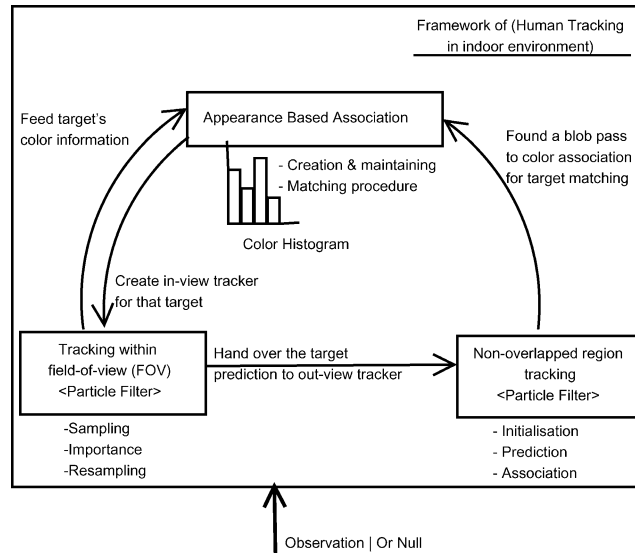 Framework of (Human Tracking
in indoor environment)
Feed target's
color information
Appearance Based Association
Found a blob pass
to color association
for target matching
- Creation & maintaining
- Matching procedure
Color Histogram
Create in-view tracker
for that target
Tracking within
field-of-view (FOV)
<Particle Filter>
Hand over the target
prediction to out-view tracker
Non-overlapped region
tracking
<Particle Filter>
-Sampling
-Importance
-Resampling
- Initialisation
- Prediction
- Association
Observation | Or Null